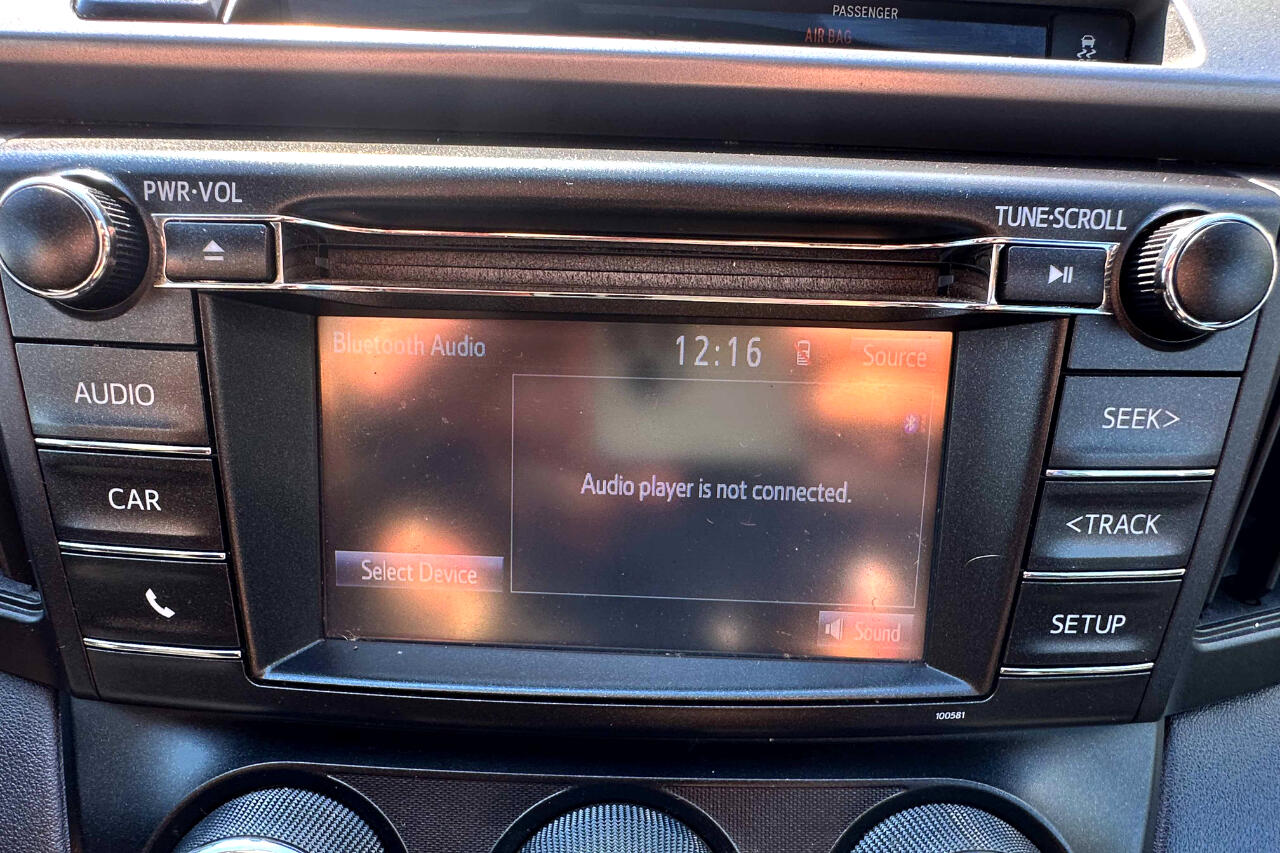 PASSENGER
AIR BAG
PWR·VOL
TUNE·SCROLL
Bluetooth Audio
12:16
Source
AUDIO
SEEK>
CAR
Audio player is not connected.
<TRACK
Select Device
Sound
SETUP
100581